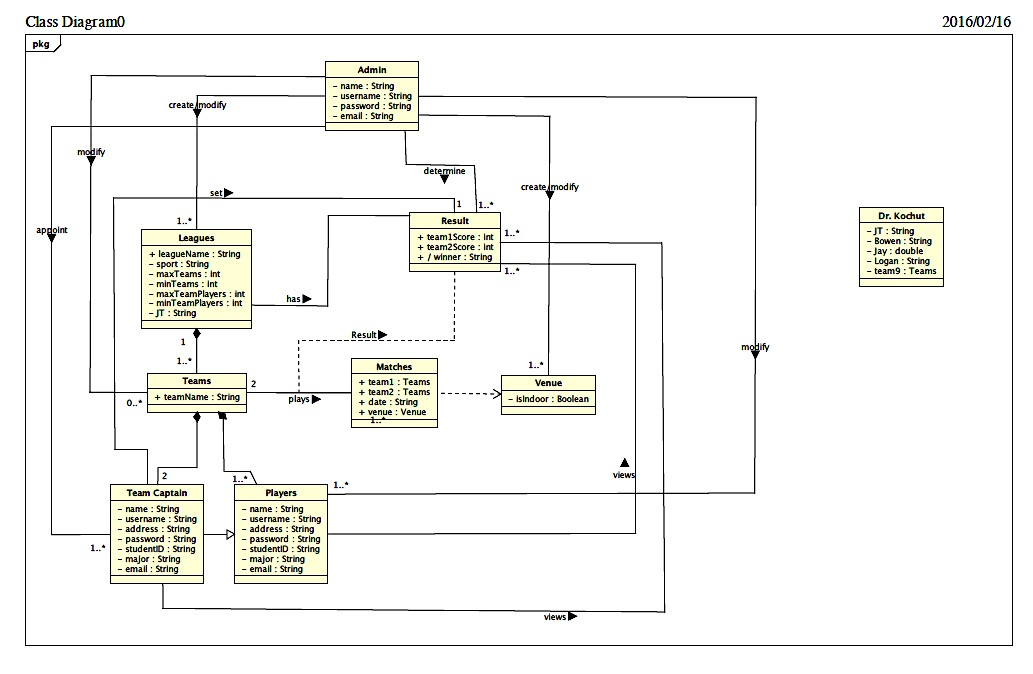 Class Diagram0
2016/02/16
pkg
Admin
- name : String
- username : String
- password : String
- email : String
create/modify
modify
determine
create/modify
set
1
1..*
appoint
1..*
Leagues
+ leagueName : String
- sport : String
- maxTeams : int
- minTeams : int
- maxTeamPlayers : int
- minTeamPlayers : int
- JT : String
Result
+ team1Score : int
+ team2Score : int
+ / winner : String
1..*
1..*
Dr. Kochut
- JT : String
- Bowen : String
- Jay : double
- Logan : String
- team9 : Teams
has
1
1..*
Result
modify
Teams
+ teamName : String
0..*
2
plays
Matches
+ team1 : Teams
+ team2 : Teams
+ date : String
+ venue : Venue
1..*
1..*
Venue
- isIndoor : Boolean
views
2
1..*
1..*
Team Captain
- name : String
- username : String
- address : String
- password : String
- studentID : String
- major : String
- email : String
1..*
Players
- name : String
- username : String
- address : String
- password : String
- studentID : String
- major : String
- email : String
views